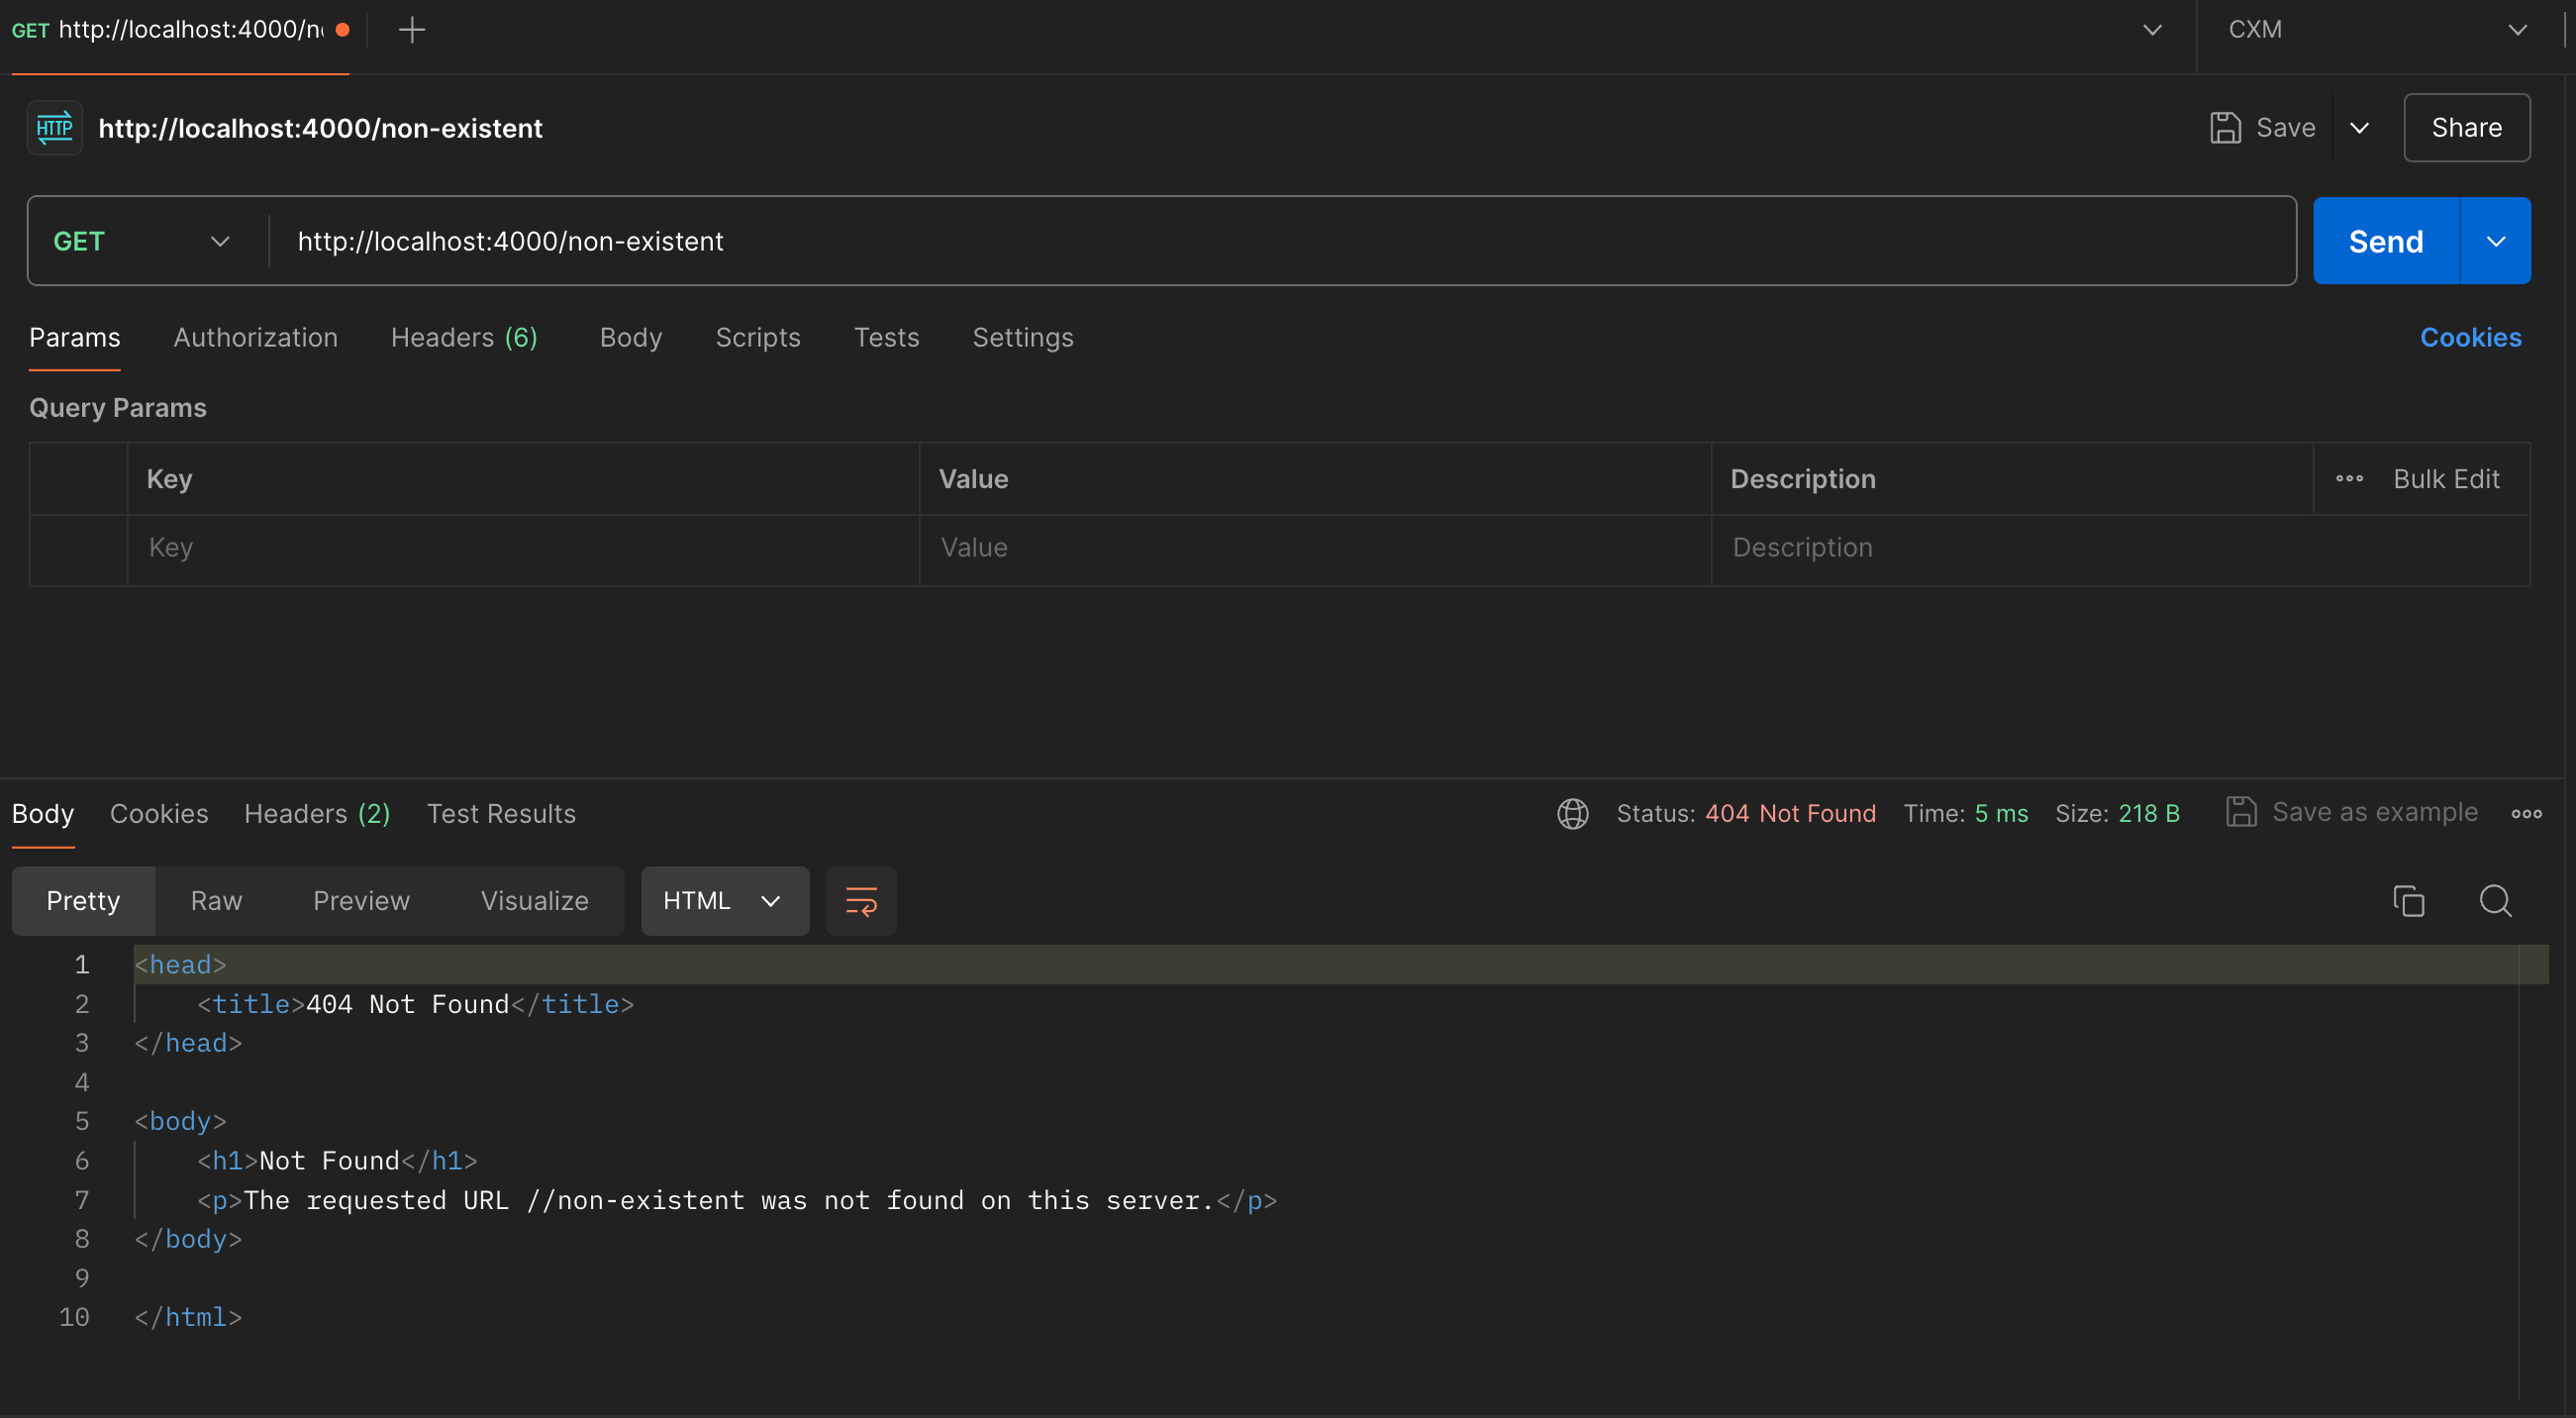 GET http://localhost:4000/n
CXM
HTTP http://localhost:4000/non-existent
Save
Share
GET http://localhost:4000/non-existent
Send
Params Authorization Headers (6) Body Scripts Tests Settings Cookies
Query Params
Key Value Description Bulk Edit
Key Value Description
Body Cookies Headers (2) Test Results Status: 404 Not Found Time: 5 ms Size: 218 B Save as example
Pretty Raw Preview Visualize HTML
1 <head>
2 <title>404 Not Found</title>
3 </head>
4
5 <body>
6 <h1>Not Found</h1>
7 <p>The requested URL //non-existent was not found on this server.</p>
8 </body>
9
10 </html>